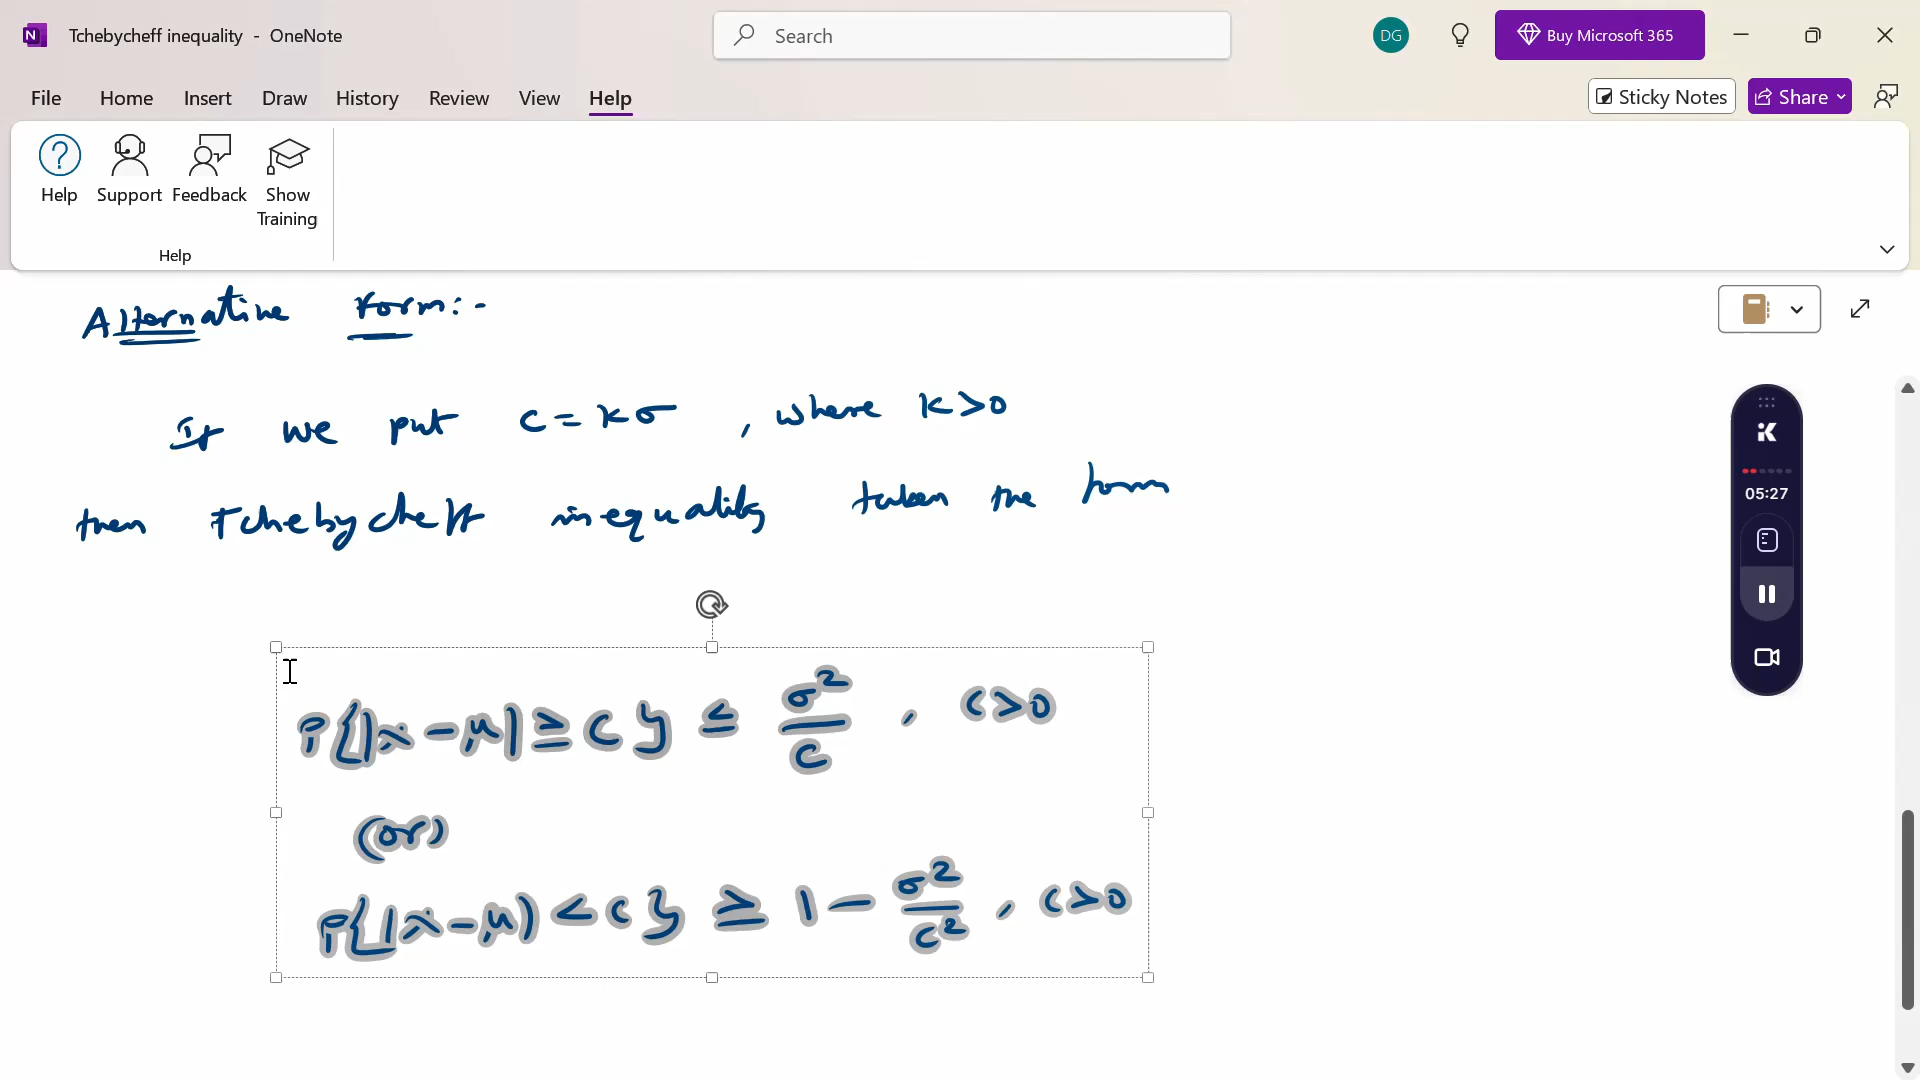 Tchebycheff inequality - OneNote
Search
DG
Buy Microsoft 365
File Home Insert Draw History Review View Help
Sticky Notes
Share
Help Support Feedback Show Training
Help
Alternative Form:-
If we put c = kσ , where k>0
then Tchebycheff inequality takes the form
05:27
P{|x-μ|≥c} ≤ σ²/c , c>0
(or)
P{|x-μ)<c} ≥ 1 - σ²/c² , c>0